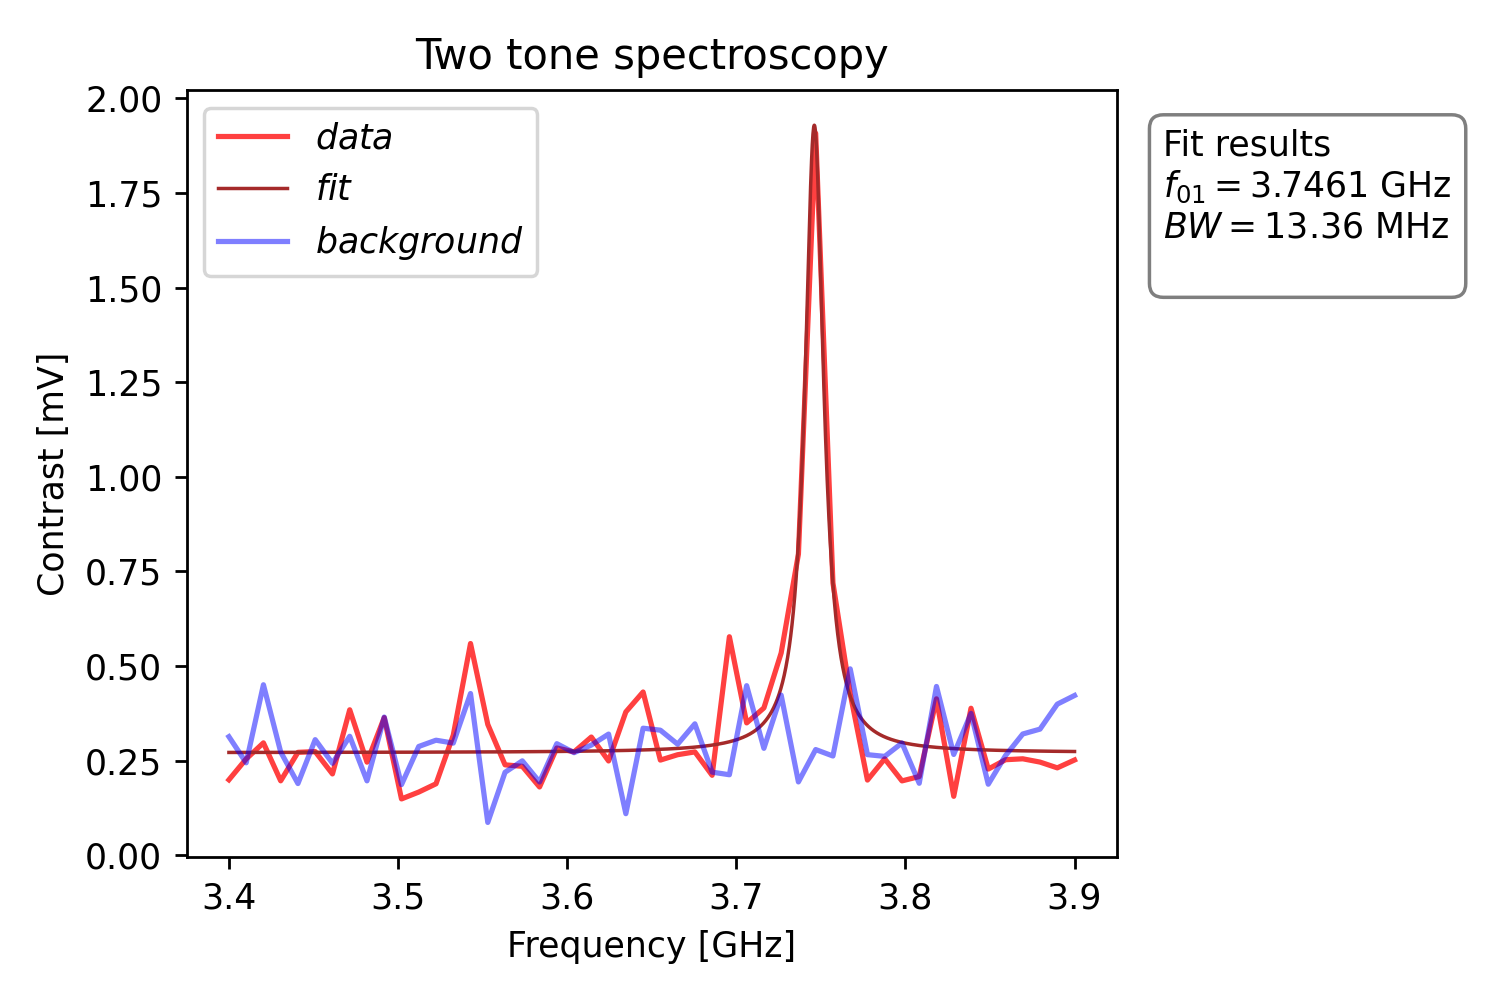 Two tone spectroscopy
data
fit
background
Fit results
f01 = 3.7461 GHz
BW = 13.36 MHz
Contrast [mV]
2.00
1.75
1.50
1.25
1.00
0.75
0.50
0.25
0.00
3.4 3.5 3.6 3.7 3.8 3.9
Frequency [GHz]